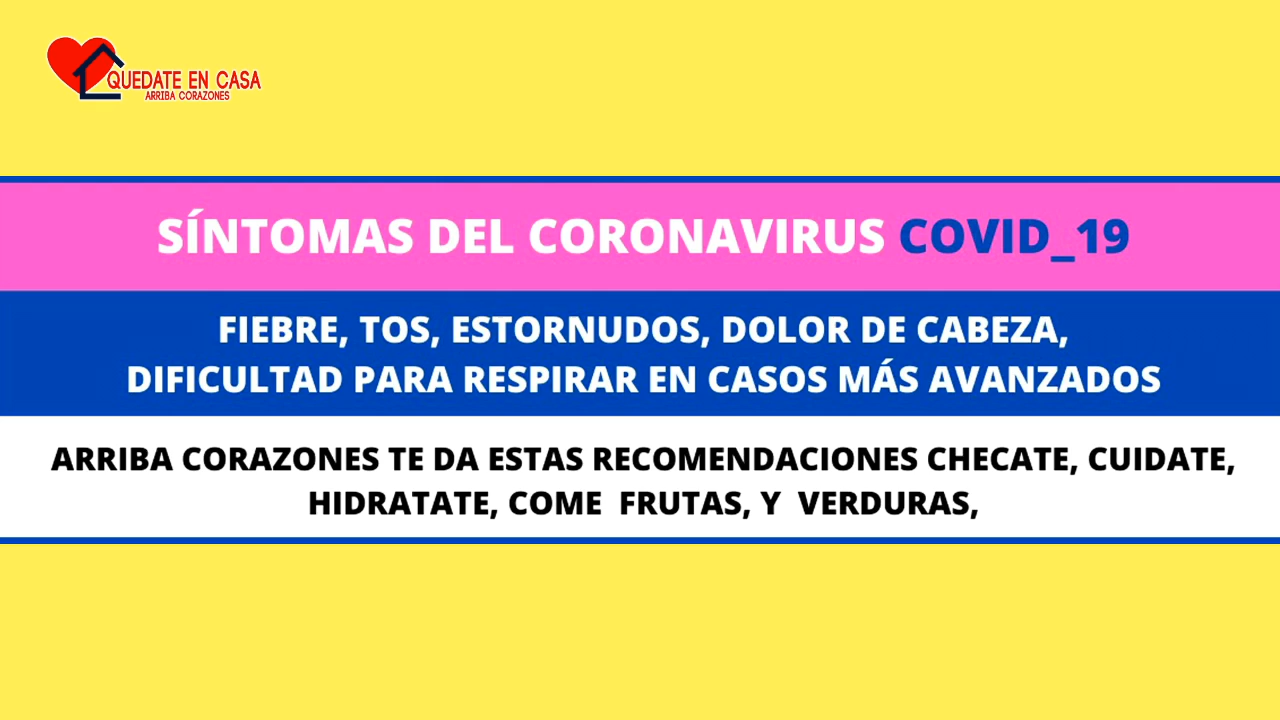 QUEDATE EN CASA
ARRIBA CORAZONES
SÍNTOMAS DEL CORONAVIRUS COVID_19
FIEBRE, TOS, ESTORNUDOS, DOLOR DE CABEZA,
DIFICULTAD PARA RESPIRAR EN CASOS MÁS AVANZADOS
ARRIBA CORAZONES TE DA ESTAS RECOMENDACIONES CHECATE, CUIDATE,
HIDRATATE, COME  FRUTAS, Y  VERDURAS,